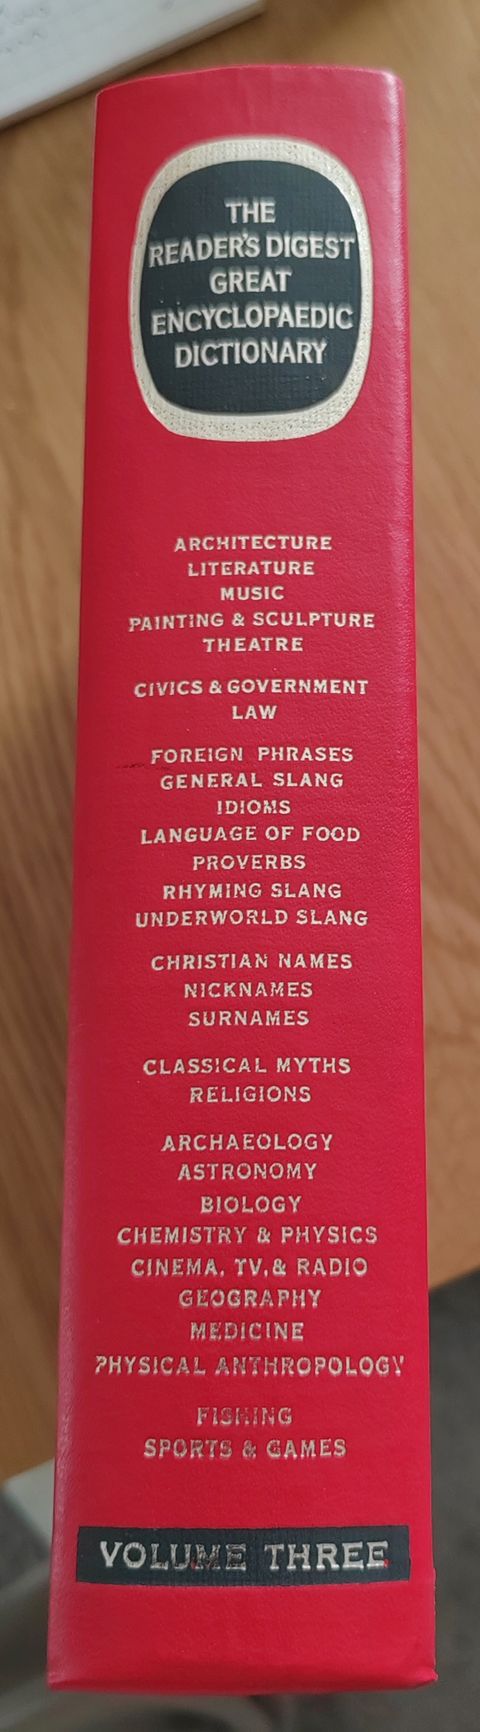 THE
READER'S DIGEST
GREAT
ENCYCLOPAEDIC
DICTIONARY
ARCHITECTURE
LITERATURE
MUSIC
PAINTING & SCULPTURE
THEATRE
CIVICS & GOVERNMENT
LAW
FOREIGN PHRASES
GENERAL SLANG
IDIOMS
LANGUAGE OF FOOD
PROVERBS
RHYMING SLANG
UNDERWORLD SLANG
CHRISTIAN NAMES
NICKNAMES
SURNAMES
CLASSICAL MYTHS
RELIGIONS
ARCHAEOLOGY
ASTRONOMY
BIOLOGY
CHEMISTRY & PHYSICS
CINEMA, TV, & RADIO
GEOGRAPHY
MEDICINE
PHYSICAL ANTHROPOLOGY
FISHING
SPORTS & GAMES
VOLUME THREE